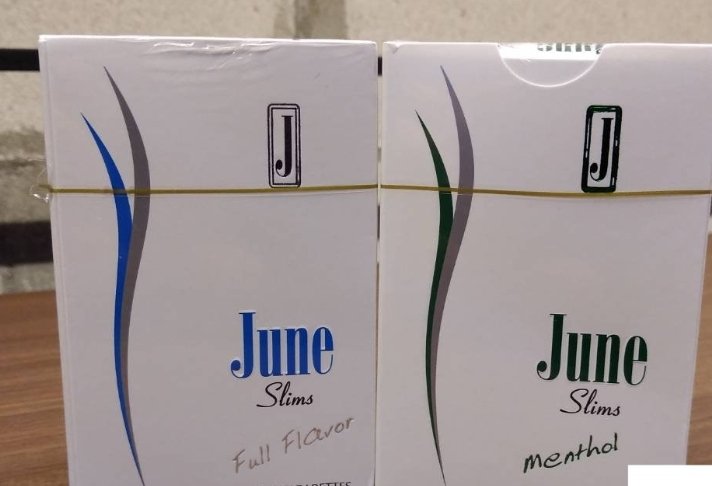 J
June
Slims
Full Flavor
J
June
Slims
Menthol